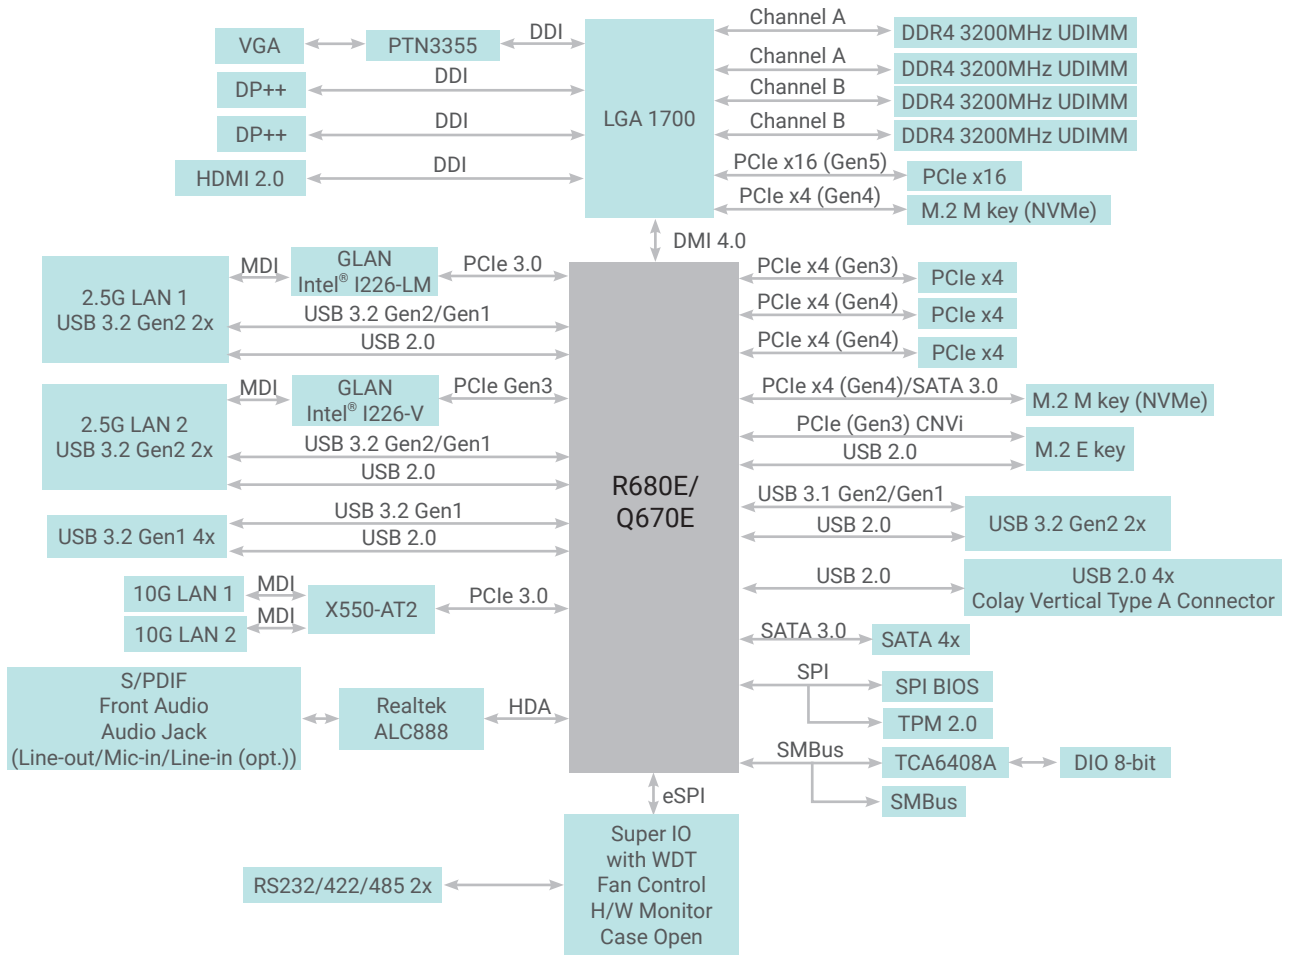 VGA
PTN3355
DDI
DP++
DDI
DP++
DDI
HDMI 2.0
DDI
LGA 1700
Channel A
DDR4 3200MHz UDIMM
Channel A
DDR4 3200MHz UDIMM
Channel B
DDR4 3200MHz UDIMM
Channel B
DDR4 3200MHz UDIMM
PCIe x16 (Gen5)
PCIe x16
PCIe x4 (Gen4)
M.2 M key (NVMe)
DMI 4.0
2.5G LAN 1
USB 3.2 Gen2 2x
MDI
GLAN
Intel® I226-LM
PCIe 3.0
USB 3.2 Gen2/Gen1
USB 2.0
2.5G LAN 2
USB 3.2 Gen2 2x
MDI
GLAN
Intel® I226-V
PCIe Gen3
USB 3.2 Gen2/Gen1
USB 2.0
USB 3.2 Gen1 4x
USB 3.2 Gen1
USB 2.0
10G LAN 1
MDI
10G LAN 2
MDI
X550-AT2
PCIe 3.0
S/PDIF
Front Audio
Audio Jack
(Line-out/Mic-in/Line-in (opt.))
Realtek
ALC888
HDA
R680E/
Q670E
PCIe x4 (Gen3)
PCIe x4
PCIe x4 (Gen4)
PCIe x4
PCIe x4 (Gen4)
PCIe x4
PCIe x4 (Gen4)/SATA 3.0
M.2 M key (NVMe)
PCIe (Gen3) CNVi
USB 2.0
M.2 E key
USB 3.1 Gen2/Gen1
USB 2.0
USB 3.2 Gen2 2x
USB 2.0
USB 2.0 4x
Colay Vertical Type A Connector
SATA 3.0
SATA 4x
SPI
SPI BIOS
TPM 2.0
SMBus
TCA6408A
DIO 8-bit
SMBus
eSPI
Super IO
with WDT
Fan Control
H/W Monitor
Case Open
RS232/422/485 2x